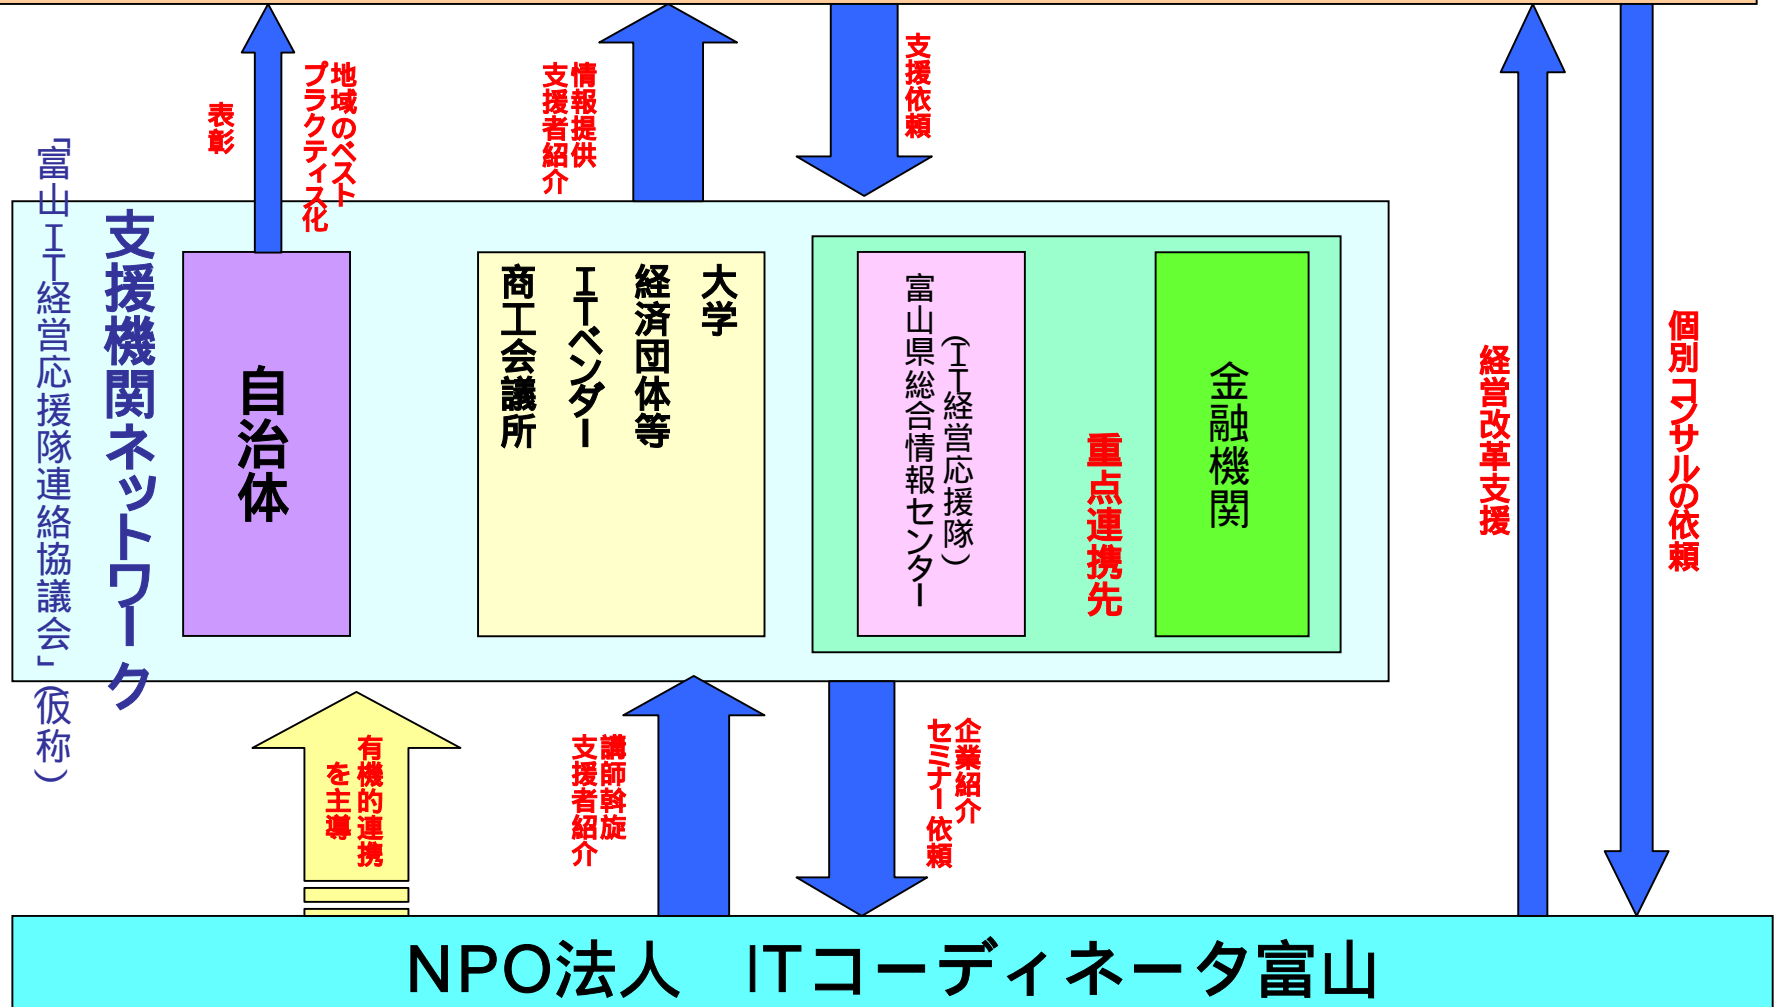 表彰
地域のベスト
プラクティス化
情報提供
支援者紹介
支援依頼
「富山ＩＴ経営応援隊連絡協議会」（仮称）
支援機関ネットワーク
自治体
大学
経済団体等
ＩＴベンダー
商工会議所
富山県総合情報センター
（ＩＴ経営応援隊）
重点連携先
金融機関
経営改革支援
個別コンサルの依頼
有機的連携
を主導
講師斡旋
支援者紹介
企業紹介
セミナー依頼
NPO法人　ITコーディネータ富山